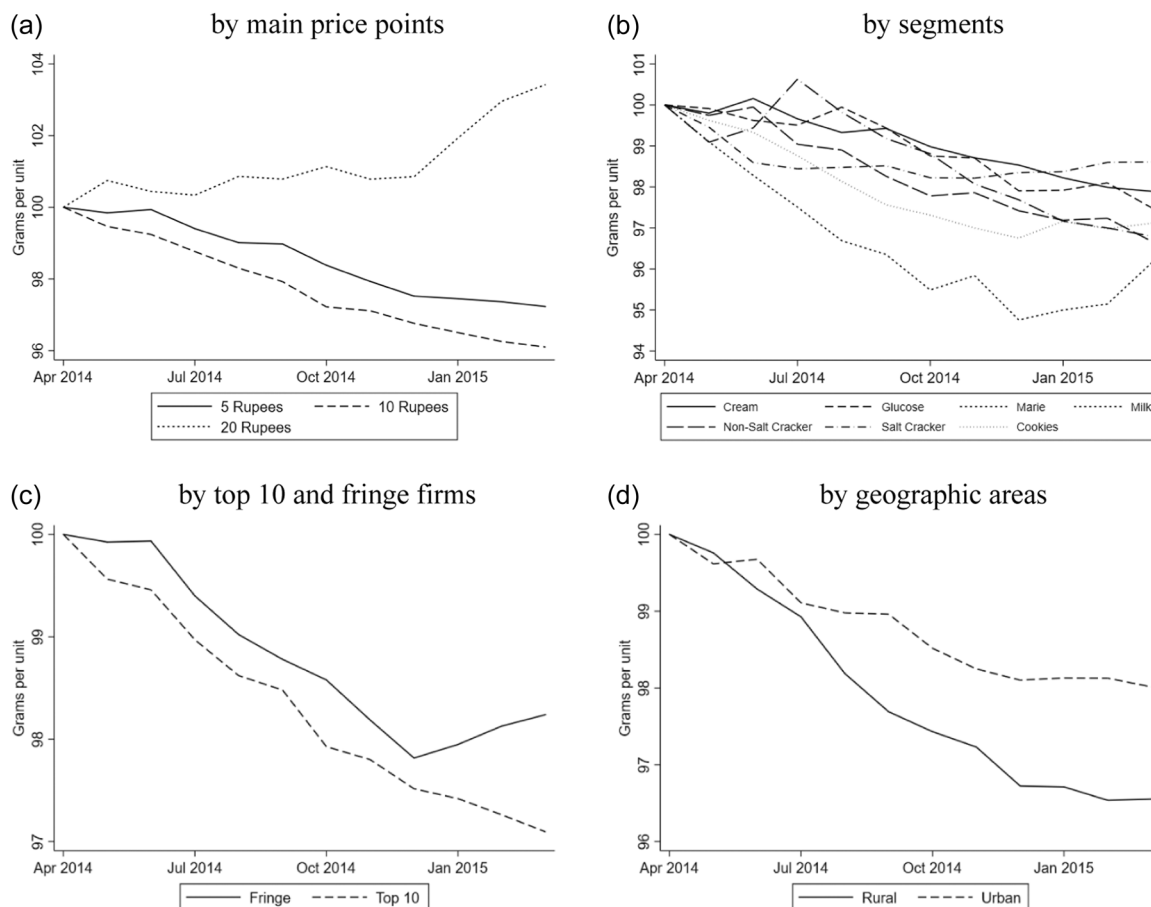 (a) by main price points
104
102
100
98
96
Grams per unit
Apr 2014 Jul 2014 Oct 2014 Jan 2015
5 Rupees 10 Rupees
20 Rupees
(b) by segments
101
100
99
98
97
96
95
94
Grams per unit
Apr 2014 Jul 2014 Oct 2014 Jan 2015
Cream Glucose Marie Milk
Non-Salt Cracker Salt Cracker Cookies
(c) by top 10 and fringe firms
100
99
98
97
Grams per unit
Apr 2014 Jul 2014 Oct 2014 Jan 2015
Fringe Top 10
(d) by geographic areas
100
99
98
97
96
Grams per unit
Apr 2014 Jul 2014 Oct 2014 Jan 2015
Rural Urban